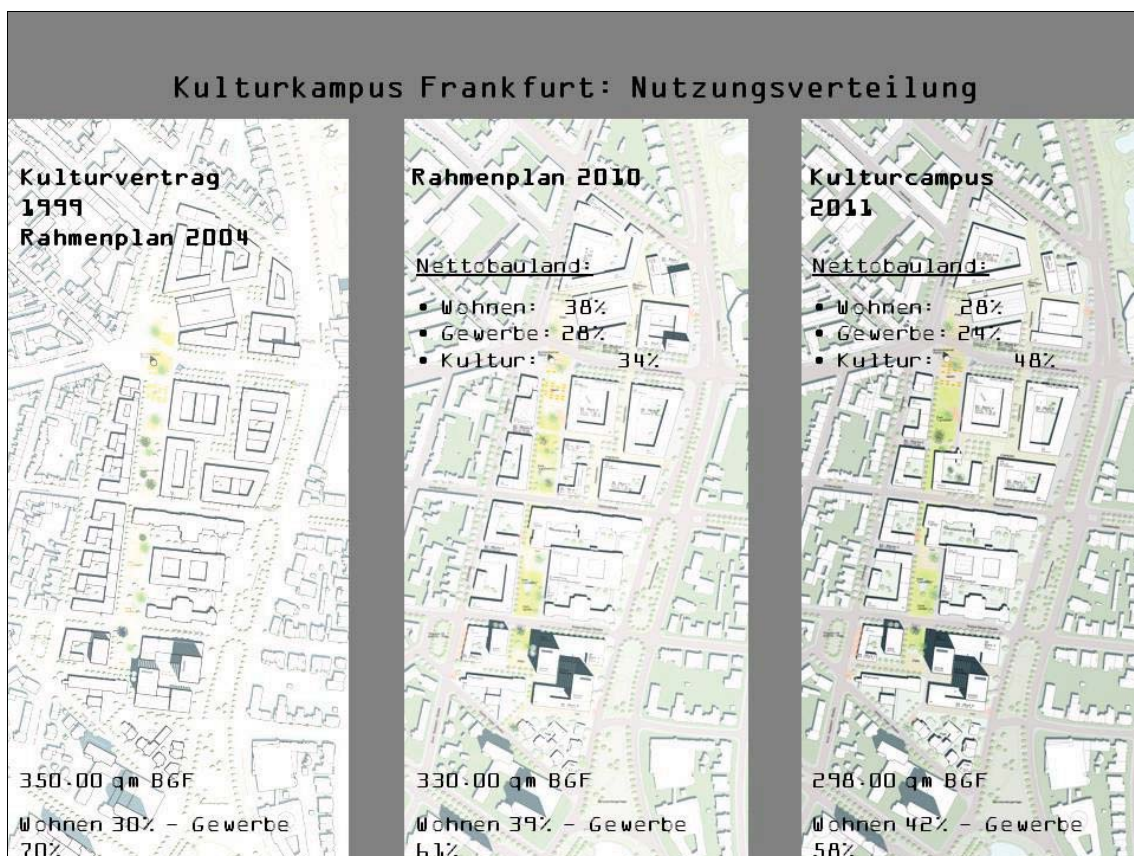 Kulturkampus Frankfurt: Nutzungsverteilung
Kulturvertrag
1999
Rahmenplan 2004
350.00 qm BGF
Wohnen 30% - Gewerbe
70%
Rahmenplan 2010
Nettobauland:
• Wohnen: 38%
• Gewerbe: 28%
• Kultur: 34%
330.00 qm BGF
Wohnen 39% - Gewerbe
61%
Kulturcampus
2011
Nettobauland:
• Wohnen: 28%
• Gewerbe: 24%
• Kultur: 48%
298.00 qm BGF
Wohnen 42% - Gewerbe
58%